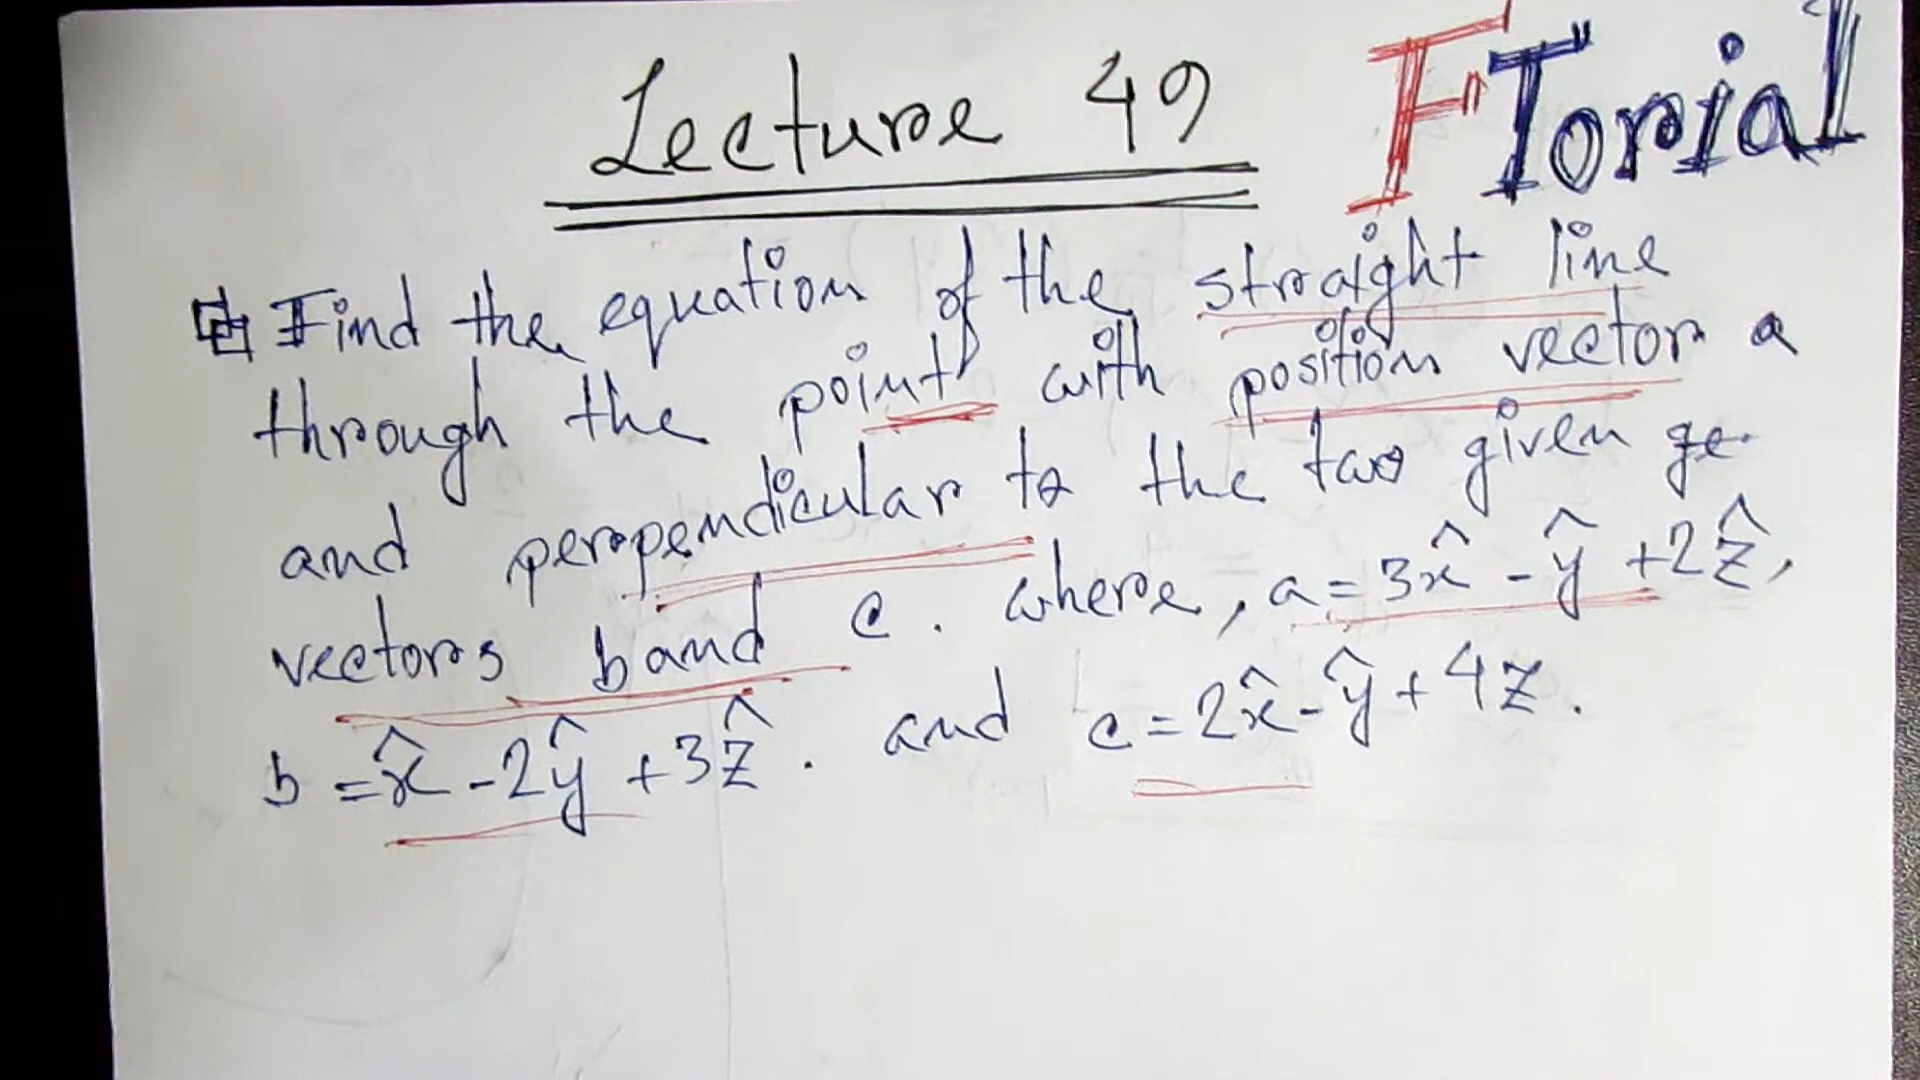 Lecture 49
FTorial
Find the equation of the straight line
through the point with position vector a
and perpendicular to the two given
vectors b and c. where, a = 3x̂ - ŷ + 2ẑ,
b = x̂ - 2ŷ + 3ẑ. and c = 2x̂ - ŷ + 4z.